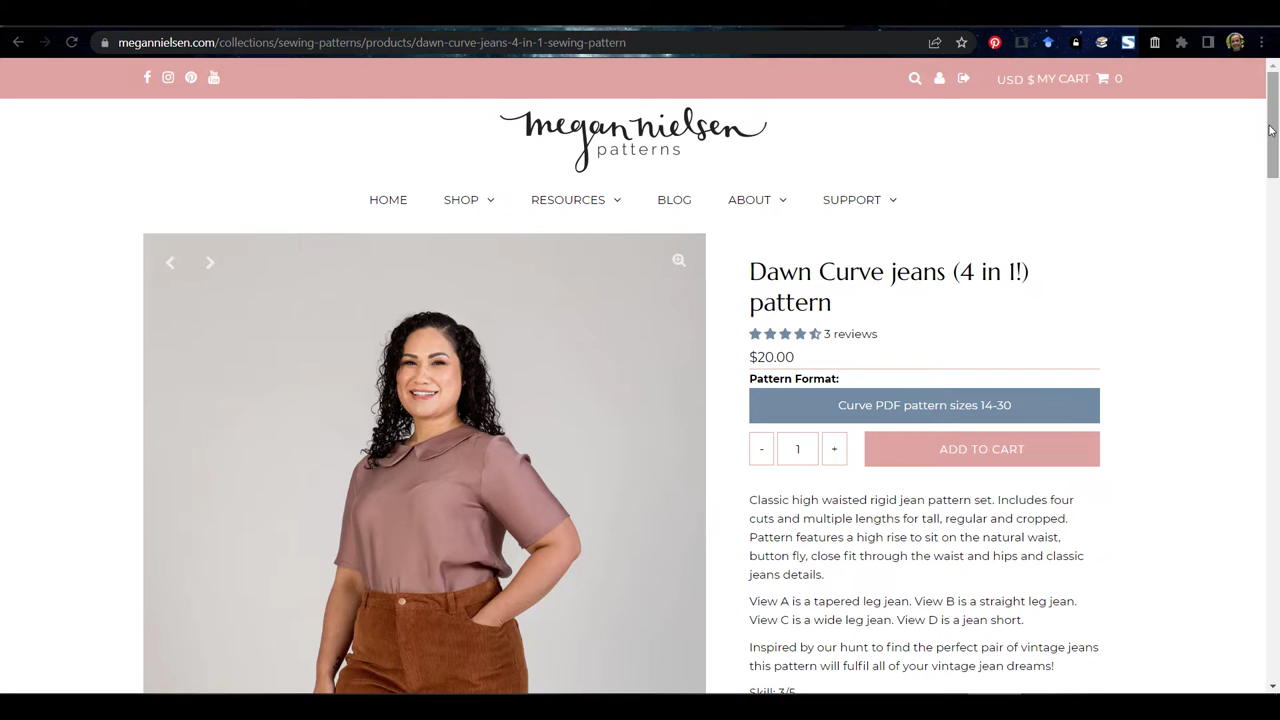 megannielsen.com/collections/sewing-patterns/products/dawn-curve-jeans-4-in-1-sewing-pattern
USD $ MY CART 0
megan nielsen
patterns
HOME SHOP RESOURCES BLOG ABOUT SUPPORT
Dawn Curve jeans (4 in 1!)
pattern
3 reviews
$20.00
Pattern Format:
Curve PDF pattern sizes 14-30
- 1 + ADD TO CART
Classic high waisted rigid jean pattern set. Includes four
cuts and multiple lengths for tall, regular and cropped.
Pattern features a high rise to sit on the natural waist,
button fly, close fit through the waist and hips and classic
jeans details.
View A is a tapered leg jean. View B is a straight leg jean.
View C is a wide leg jean. View D is a jean short.
Inspired by our hunt to find the perfect pair of vintage jeans
this pattern will fulfil all of your vintage jean dreams!
Skill: 3/5